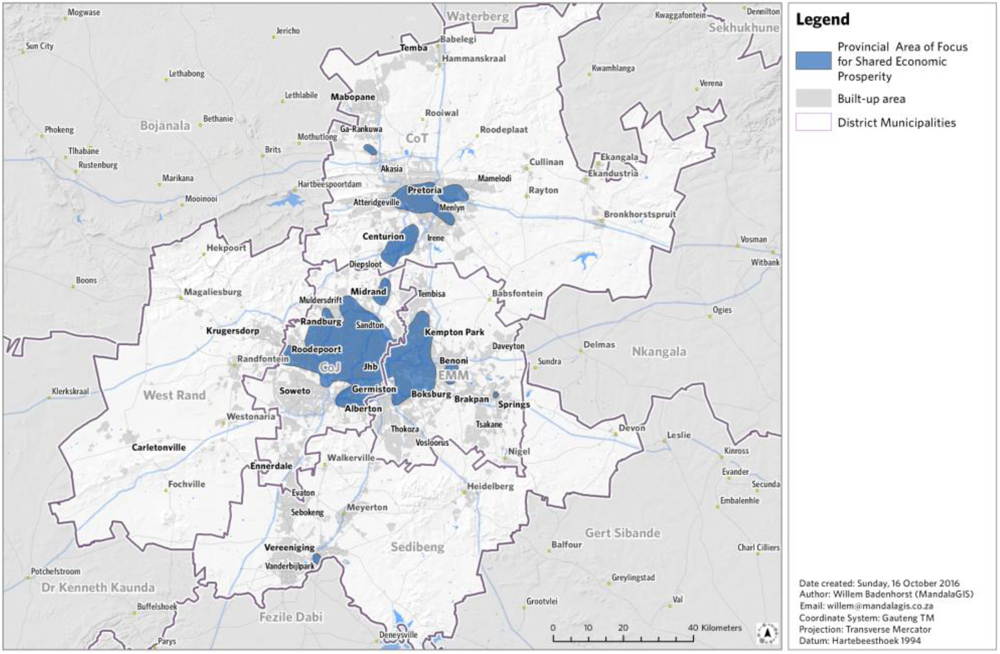 Mogwase
Waterberg
Kwaggafontein
Dennilton
Sekhukhune
Jericho
Sun City
Babelegi
Temba
Hammanskraal
Lethabong
Kwamhlanga
Verena
Lethlabile
Mabopane
Rooiwal
Bethanie
Bojanala
Phokeng
Ga-Rankuwa
Roodeplaat
Mothutlong
CoT
Tlhabane
Brits
Rustenburg
Ekangala
Cullinan
Akasia
Ekandustria
Marikana
Mamelodi
Hartbeespoortdam
Pretoria
Rayton
Mooinooi
Atteridgeville
Menlyn
Bronkhorstspruit
Centurion
Irene
Vosman
Hekpoort
Diepsloot
Witbank
Boons
Magaliesburg
Midrand
Tembisa
Babsfontein
Muldersdrift
Ogies
Randburg
Sandton
Krugersdorp
Kempton Park
Daveyton
Delmas
Roodepoort
Nkangala
Randfontein
Benoni
Sundra
CoJ
Jhb
EMM
Klerkskraal
Soweto
Germiston
West Rand
Boksburg
Brakpan
Springs
Alberton
Westonaria
Tsakane
Thokoza
Devon
Leslie
Vosloorus
Carletonville
Nigel
Kinross
Walkerville
Ennerdale
Evander
Fochville
Heidelberg
Secunda
Evaton
Embalenhle
Meyerton
Sebokeng
Gert Sibande
Vereeniging
Sedibeng
Balfour
Charl Cilliers
Vanderbijlpark
Potchefstroom
Dr Kenneth Kaunda
Greylingstad
Buffelshoek
Grootvlei
Val
Fezile Dabi
Deneysville
Parys
0 10 20 40 Kilometers
Legend
Provincial Area of Focus
for Shared Economic
Prosperity
Built-up area
District Municipalities
Date created: Sunday, 16 October 2016
Author: Willem Badenhorst (MandalaGIS)
Email: willem@mandalagis.co.za
Coordinate System: Gauteng TM
Projection: Transverse Mercator
Datum: Hartebeesthoek 1994